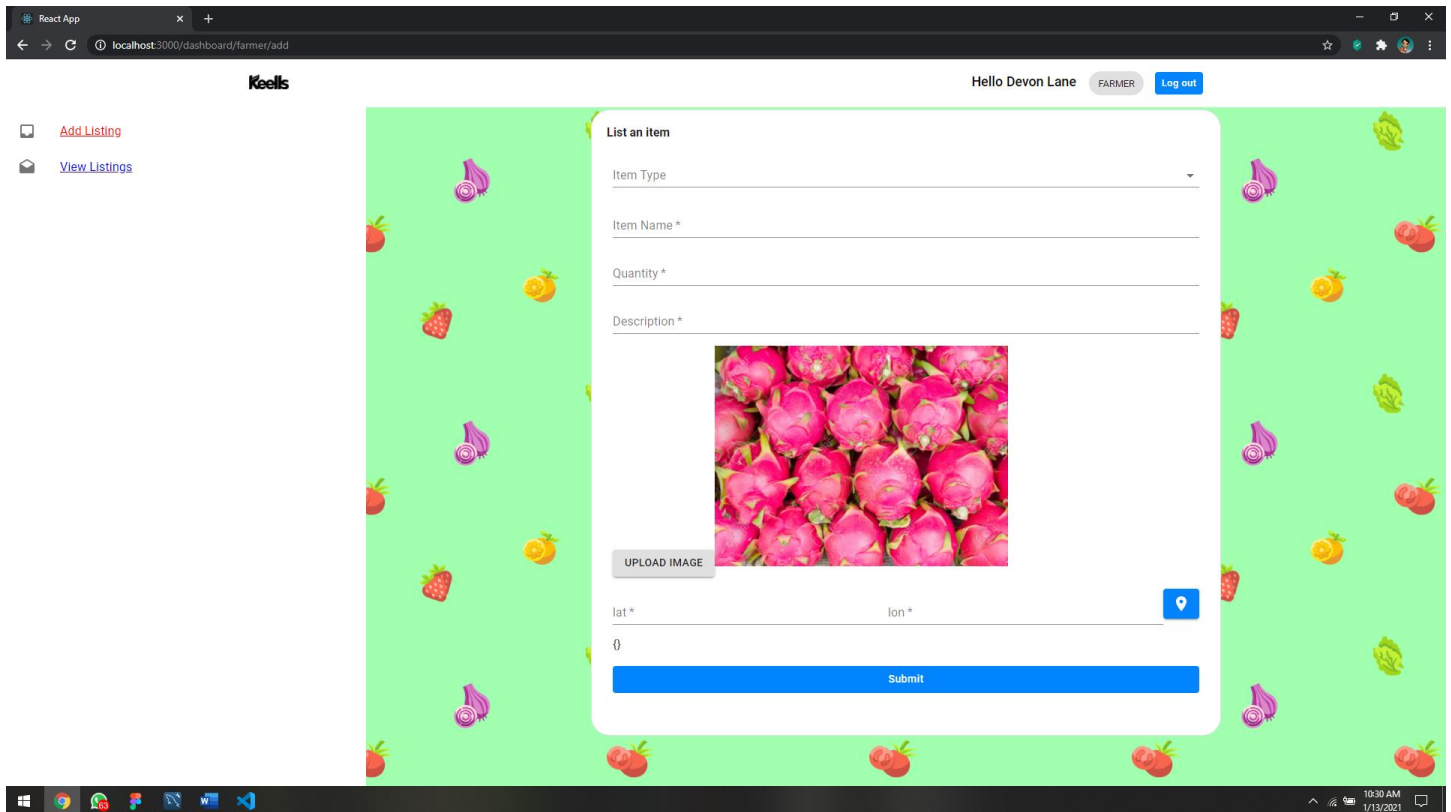 React App
localhost:3000/dashboard/farmer/add
Keells
Hello Devon Lane FARMER Log out
Add Listing
View Listings
List an item
Item Type
Item Name *
Quantity *
Description *
UPLOAD IMAGE
lat * lon *
{}
Submit
63
10:30 AM
1/13/2021